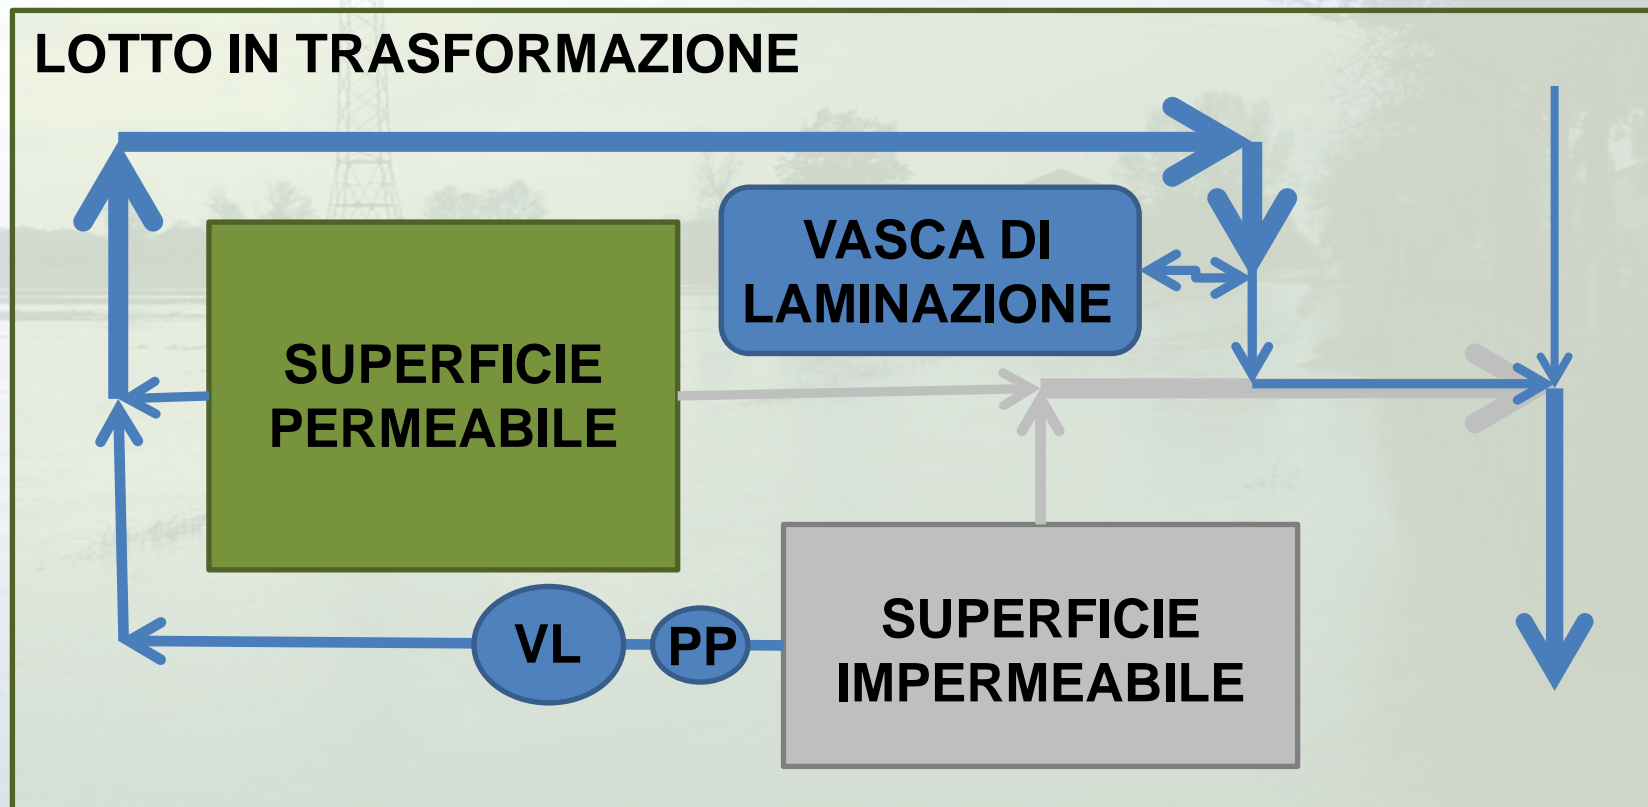 LOTTO IN TRASFORMAZIONE
VASCA DI
LAMINAZIONE
SUPERFICIE
PERMEABILE
VL
PP
SUPERFICIE
IMPERMEABILE